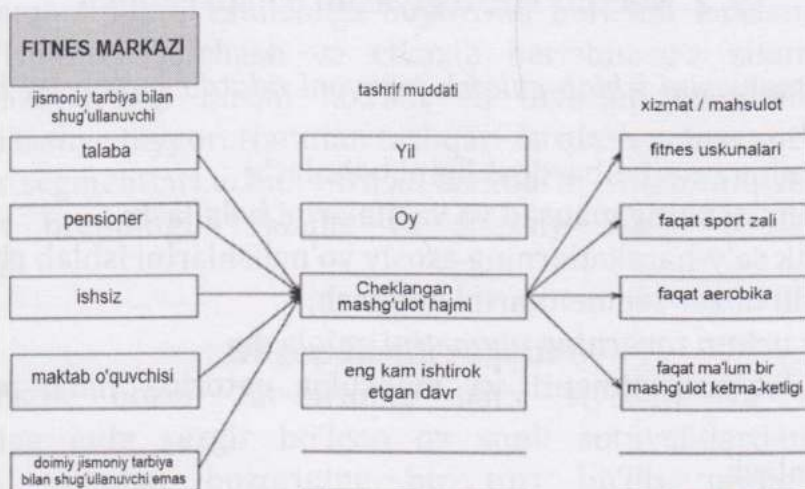 FITNES MARKAZI
jismoniy tarbiya bilan
shug'ullanuvchi
talaba
pensioner
ishsiz
maktab o'quvchisi
doimiy jismoniy tarbiya
bilan shug'ullanuvchi emas
tashrif muddati
Yil
Oy
Cheklangan
mashg'ulot hajmi
eng kam ishtirok
etgan davr
xizmat / mahsulot
fitnes uskunalari
faqat sport zali
faqat aerobika
faqat ma'lum bir
mashg'ulot ketma-ketligi